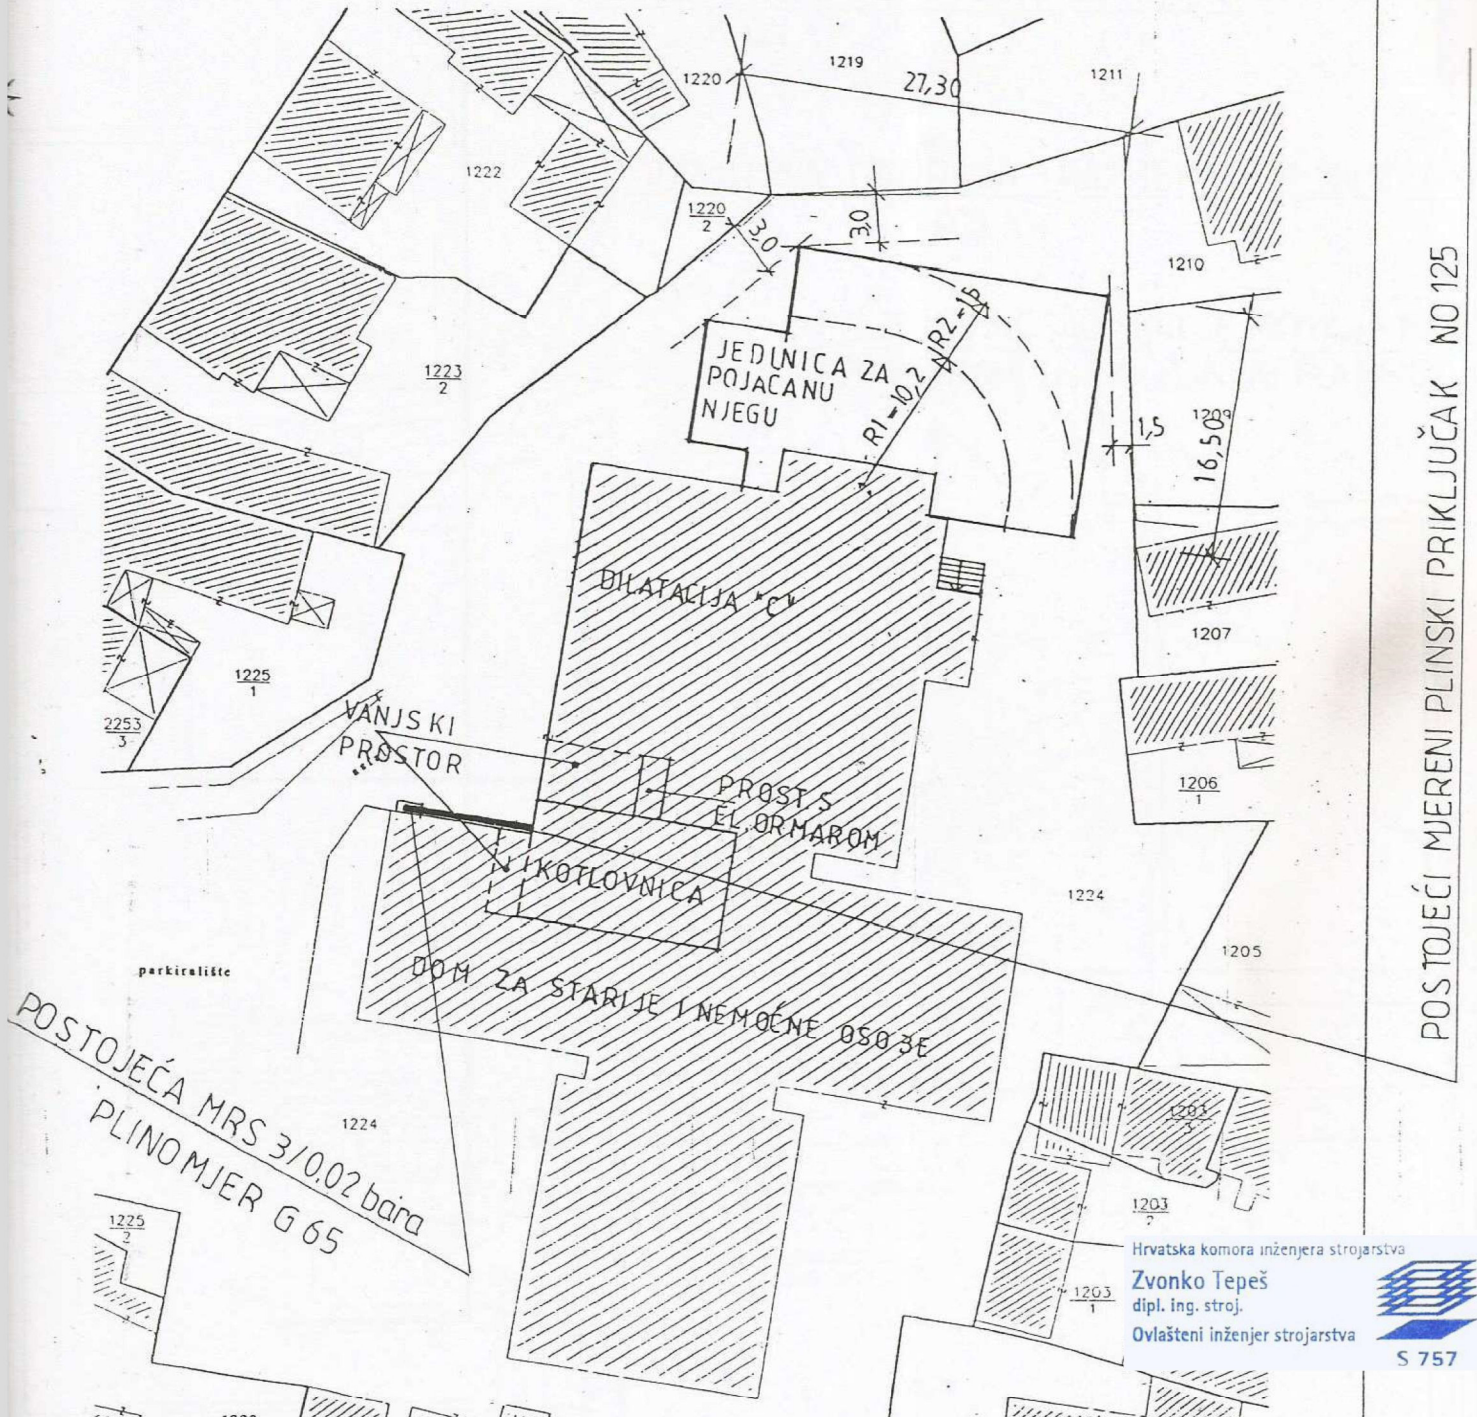 1219
1220
27,30
1211
1222
1220
2
3,0
3,0
1210
1223
2
JEDINICA ZA
POJAČANU
NJEGU
R1=10,2
R2=15
1,5
1209
16,50
DILATACIJA "C"
1207
1225
1
2253
3
VANJSKI
PROSTOR
PROST. S
EL. ORMAROM
1206
1
KOTLOVNICA
1224
1205
parkiralište
DOM ZA STARIJE I NEMOĆNE OSOBE
POSTOJEĆA MRS 3/0,02 bara
PLINOMJER G 65
1224
1203
3
1225
2
1203
2
1203
1
POSTOJEĆI MJERENI PLINSKI PRIKLJUČAK NO 125
Hrvatska komora inženjera strojarstva
Zvonko Tepeš
dipl. ing. stroj.
Ovlašteni inženjer strojarstva
S 757